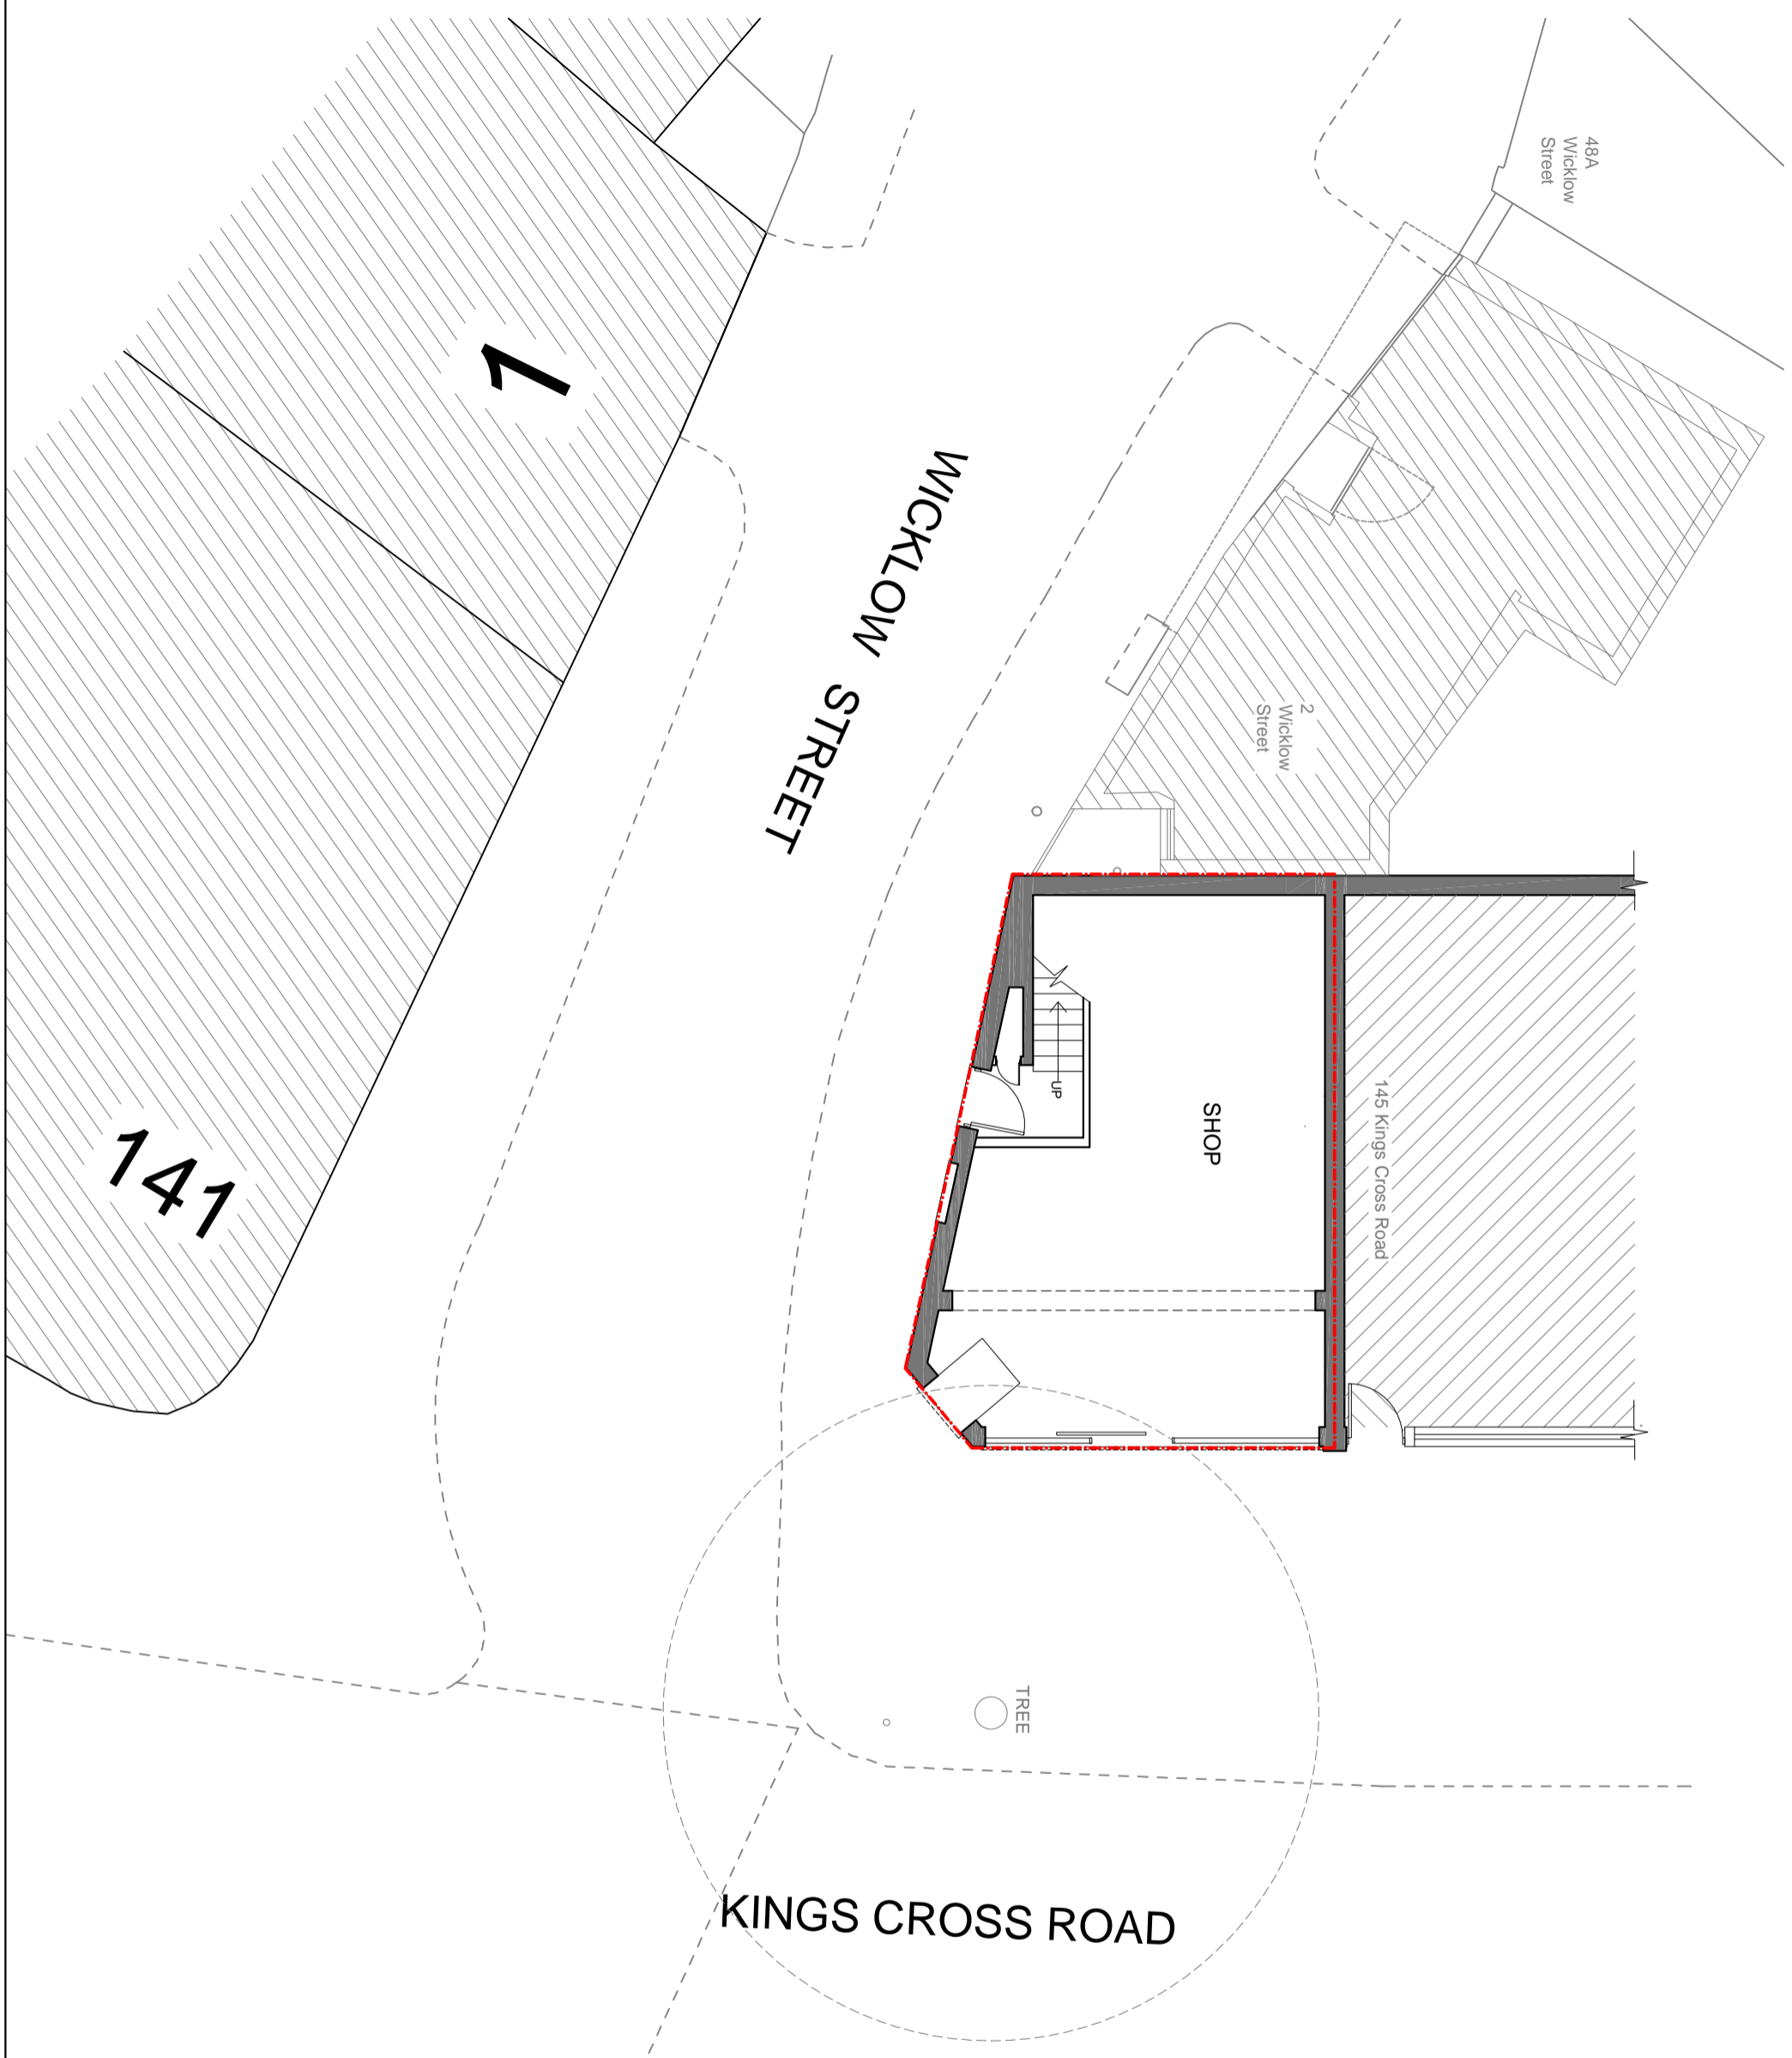 48A
Wicklow
Street
1
WICKLOW STREET
2
Wicklow
Street
UP
SHOP
145 Kings Cross Road
141
TREE
KINGS CROSS ROAD